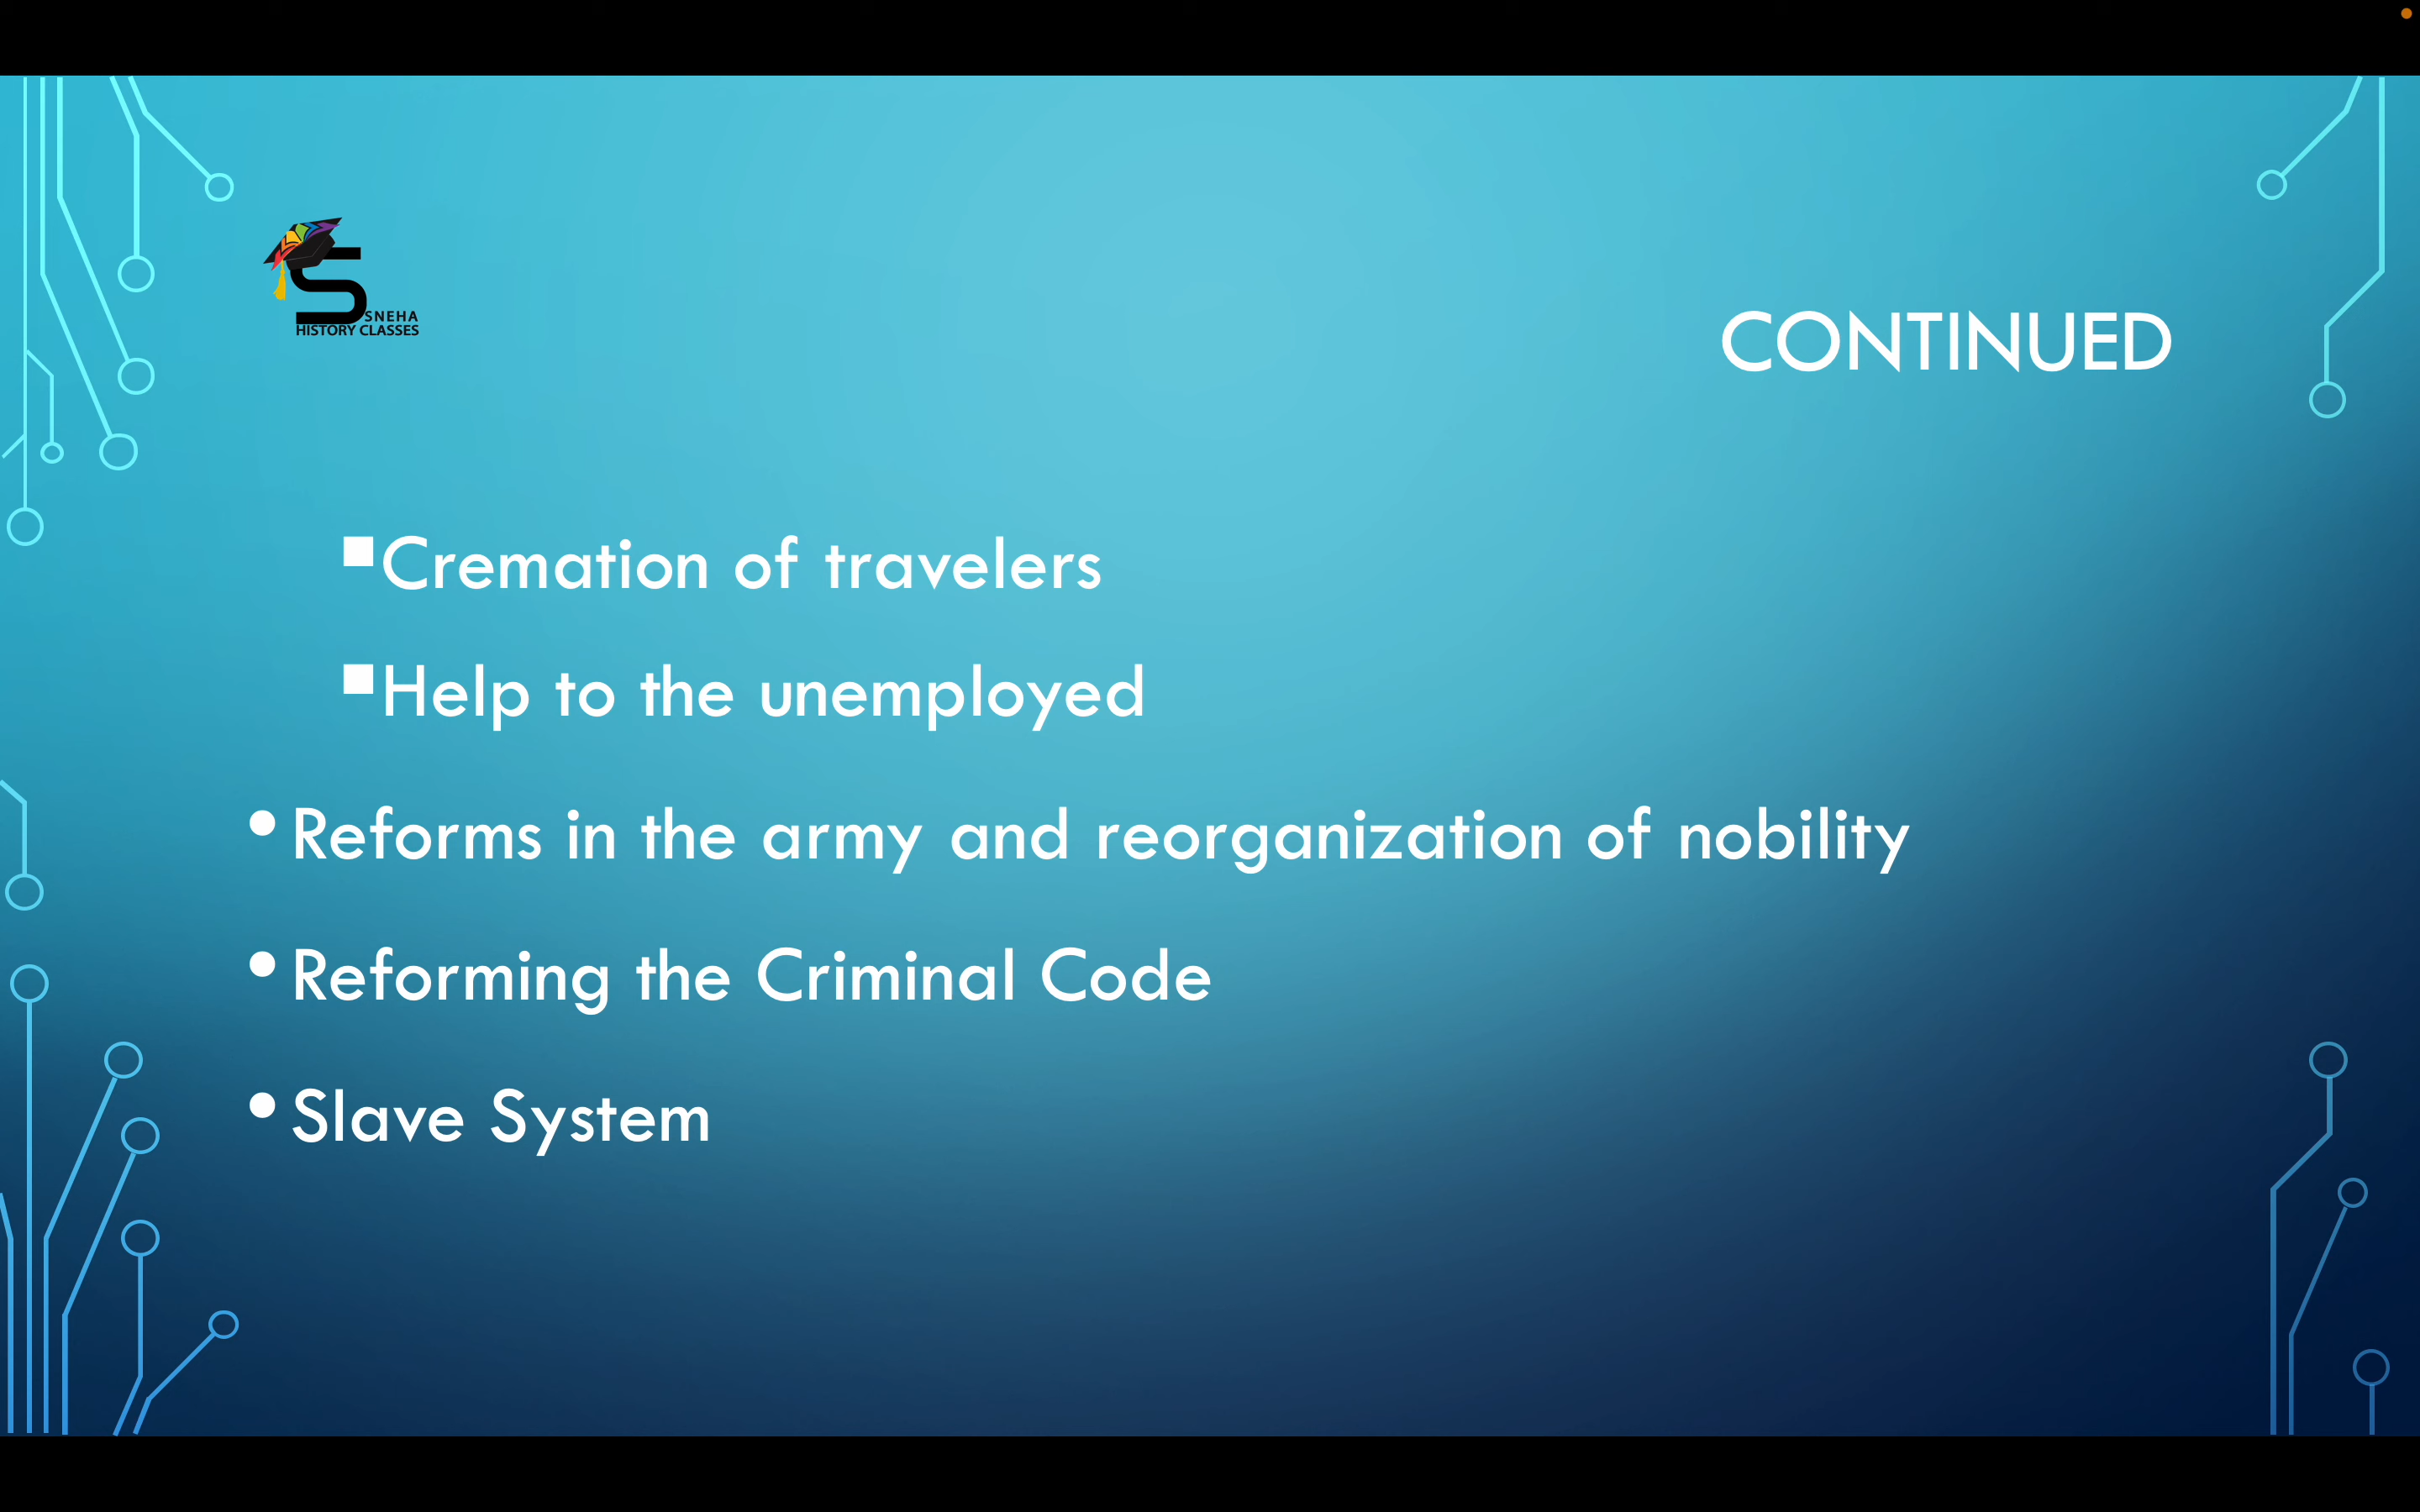 SNEHA
HISTORY CLASSES
CONTINUED
Cremation of travelers
Help to the unemployed
Reforms in the army and reorganization of nobility
Reforming the Criminal Code
Slave System